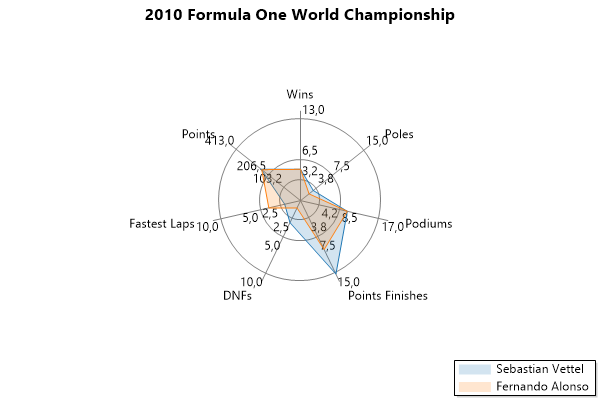 2010 Formula One World Championship
Wins
13,0
Points
413,0
15,0
Poles
6,5
206,5
7,5
103,2
3,2
3,8
Fastest Laps
10,0
5,0
2,5
4,2
8,5
17,0
Podiums
2,5
3,8
5,0
7,5
10,0
15,0
DNFs
Point Finishes
Sebastian Vettel
Fernando Alonso